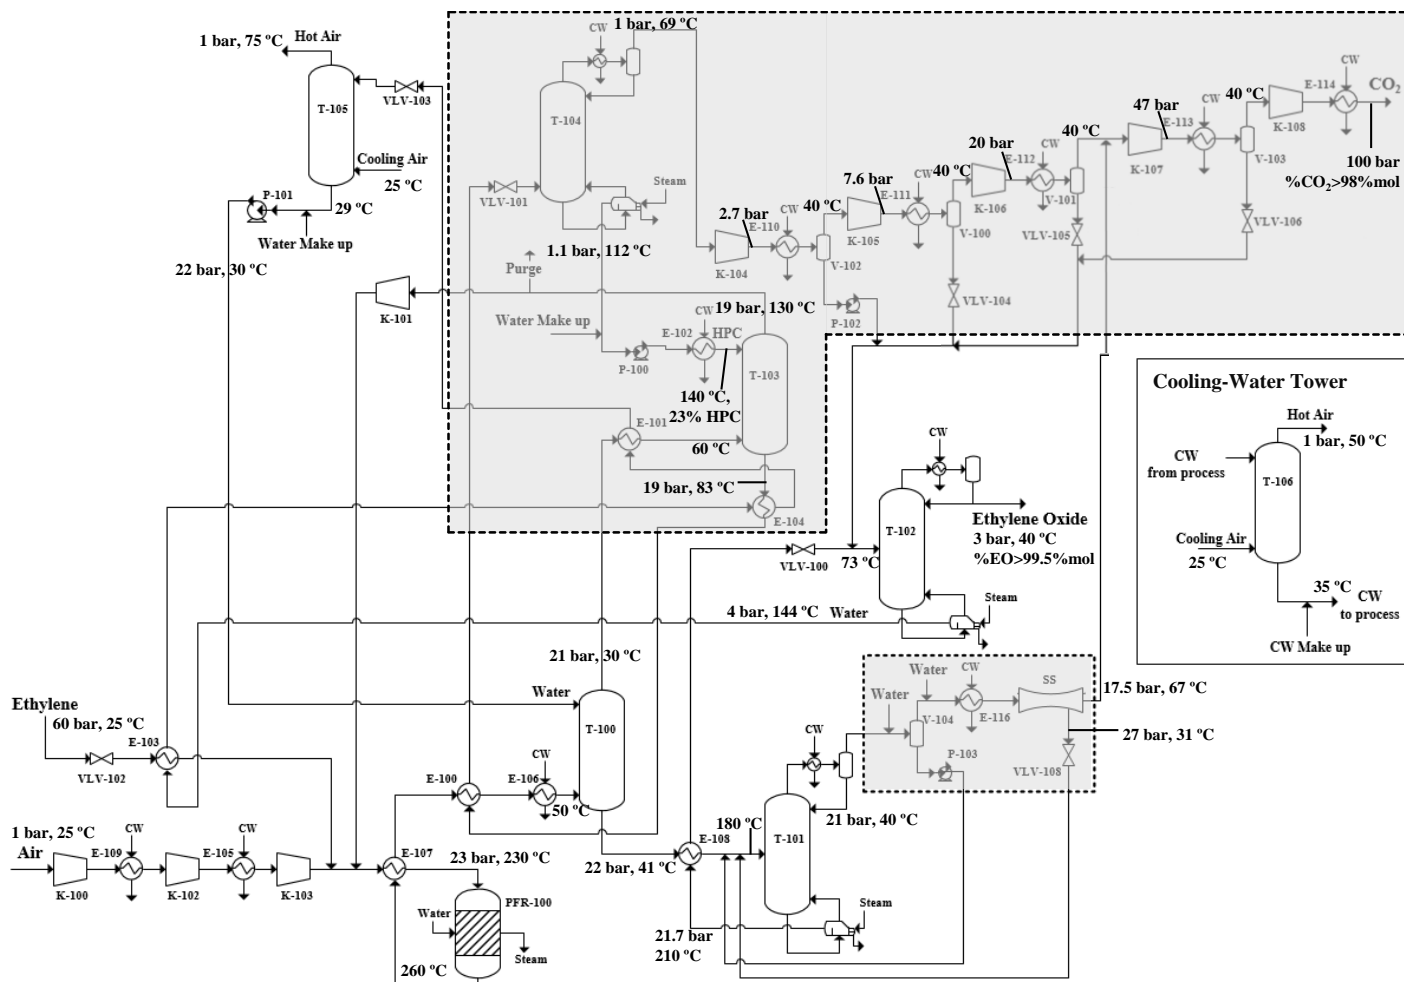 1 bar, 75 ºC
Hot Air
T-105
VLV-103
Cooling Air
25 ºC
P-101
29 ºC
Water Make up
22 bar, 30 ºC
CW
1 bar, 69 ºC
T-104
VLV-101
Steam
1.1 bar, 112 ºC
Purge
K-101
Water Make up
P-100
CW
E-102
HPC
19 bar, 130 ºC
T-103
140 ºC,
23% HPC
E-101
60 ºC
19 bar, 83 ºC
E-104
K-104
2.7 bar
CW
E-110
40 ºC
V-102
P-102
K-105
7.6 bar
CW
E-111
40 ºC
V-100
VLV-104
K-106
20 bar
CW
E-112
V-101
40 ºC
VLV-105
K-107
47 bar
CW
E-113
40 ºC
V-103
VLV-106
K-108
CW
E-114
CO2
100 bar
%CO2>98%mol
Cooling-Water Tower
Hot Air
1 bar, 50 ºC
CW
from process
T-106
Cooling Air
25 ºC
35 ºC
CW
to process
CW Make up
CW
T-102
Ethylene Oxide
3 bar, 40 ºC
%EO>99.5%mol
VLV-100
73 ºC
4 bar, 144 ºC
Water
Steam
21 bar, 30 ºC
Water
T-100
Ethylene
60 bar, 25 ºC
VLV-102
E-103
E-100
CW
E-106
50 ºC
1 bar, 25 ºC
Air
K-100
E-109
CW
K-102
E-105
CW
K-103
E-107
23 bar, 230 ºC
PFR-100
Water
Steam
260 ºC
22 bar, 41 ºC
E-108
180 ºC
CW
T-101
21 bar, 40 ºC
Steam
21.7 bar
210 ºC
Water
Water
V-104
P-103
CW
E-116
SS
17.5 bar, 67 ºC
27 bar, 31 ºC
VLV-108